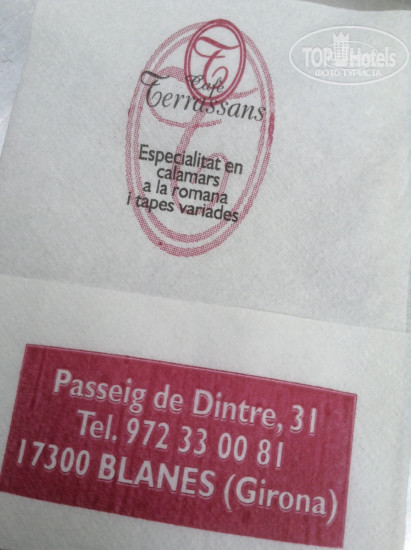 TOP Hotels
ФОТО ТУРИСТА
T
Café
Terrassans
Especialitat en
calamars
a la romana
i tapes variades
Passeig de Dintre, 31
Tel. 972 33 00 81
17300 BLANES (Girona)